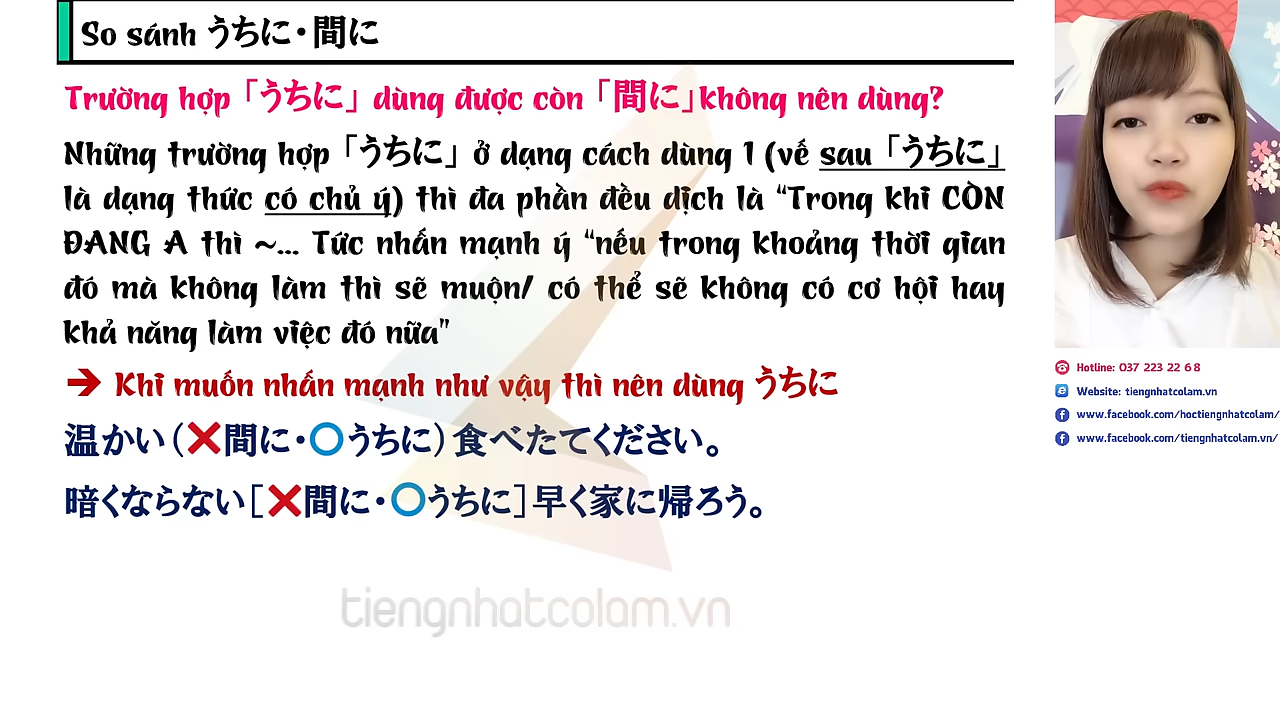 So sánh うちに・間に
Trường hợp 「うちに」 dùng được còn 「間に」không nên dùng?
Những trường hợp 「うちに」 ở dạng cách dùng 1 (vế sau 「うちに」
là dạng thức có chủ ý) thì đa phần đều dịch là "Trong khi CÒN
ĐANG A thì ~... Tức nhấn mạnh ý "nếu trong khoảng thời gian
đó mà không làm thì sẽ muộn/ có thể sẽ không có cơ hội hay
khả năng làm việc đó nữa"
➔ Khi muốn nhấn mạnh như vậy thì nên dùng うちに
温かい（❌間に・⭕うちに）食べたてください。
暗くならない［❌間に・⭕うちに］早く家に帰ろう。
tiengnhatcolam.vn
Hotline: 037 223 22 68
Website: tiengnhatcolam.vn
www.facebook.com/hoctiengnhatcolam/
www.facebook.com/tiengnhatcolam.vn/